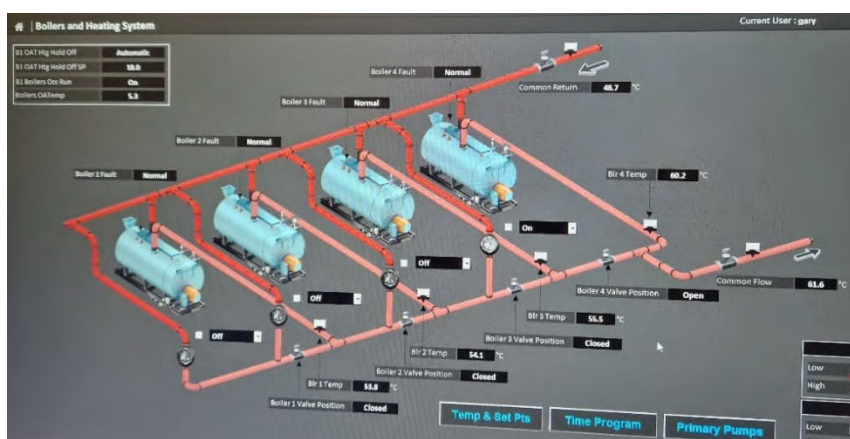 Boilers and Heating System
Current User : gary
B1 OAT Htg Hold Off Automatic
B1 OAT Htg Hold Off SP 18.0
B1 Boilers Occ Run On
Boilers OATemp 5.3
Boiler 4 Fault Normal
Common Return 48.7 °C
Boiler 3 Fault Normal
Boiler 2 Fault Normal
Boiler 1 Fault Normal
Blr 4 Temp 60.2 °C
On
Off
Off
Off
Common Flow 61.6 °C
Boiler 4 Valve Position Open
Blr 3 Temp 55.5 °C
Boiler 3 Valve Position Closed
Blr 2 Temp 54.1 °C
Boiler 2 Valve Position Closed
Blr 1 Temp 53.8 °C
Boiler 1 Valve Position Closed
Low
High
Low
Temp & Set Pts
Time Program
Primary Pumps